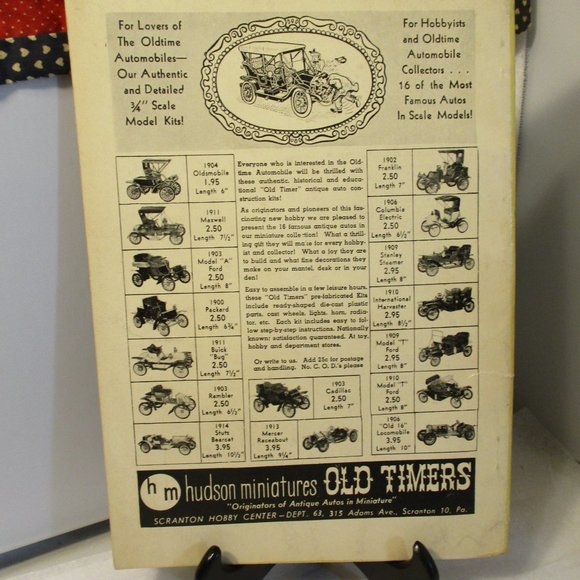 For Lovers of
The Oldtime
Automobiles—
Our Authentic
and Detailed
¾" Scale
Model Kits!
For Hobbyists
and Oldtime
Automobile
Collectors . . .
16 of the Most
Famous Autos
In Scale Models!
1904
Oldsmobile
1.95
Length 6"
1911
Maxwell
2.50
Length 7½"
1903
Model "A"
Ford
2.50
Length 8"
1900
Packard
2.50
Length 6¾"
1911
Buick
"Bug"
2.50
Length 7½"
1903
Rambler
2.50
Length 6½"
1914
Stutz
Bearcat
3.95
Length 10½"
Everyone who is interested in the Old-
time Automobile will be thrilled with
these authentic, historical and educa-
tional "Old Timer" antique auto con-
struction kits!
As originators and pioneers of this fas-
cinating new hobby we are pleased to
present the 16 famous antique autos in
our miniature collection! What a thrill-
ing gift they will make for every hobby-
ist and collector! What a joy they are
to build and what fine decorations they
make on your mantel, desk or in your
den!
Easy to assemble in a few leisure hours,
these "Old Timers" pre-fabricated Kits
include ready-shaped die-cast plastic
parts, cast wheels, lights, horn, radia-
tor, etc. Each kit includes easy to fol-
low step-by-step instructions. Nationally
known; satisfaction guaranteed. At toy,
hobby and department stores.
Or write to us. Add 25c for postage
and handling. No C. O. D.'s please
1903
Cadillac
2.50
Length 7"
1913
Mercer
Raceabout
3.95
Length 9¼"
1902
Franklin
2.50
Length 7"
1906
Columbia
Electric
2.50
Length 6½"
1909
Stanley
Steamer
2.95
Length 8"
1910
International
Harvester
2.95
Length 8½"
1909
Model "T"
Ford
2.95
Length 8"
1910
Model "T"
Ford
2.95
Length 8"
1906
"Old 16"
Locomobile
3.95
Length 10"
hm hudson miniatures OLD TIMERS
"Originators of Antique Autos in Miniature"
SCRANTON HOBBY CENTER—DEPT. 63, 315 Adams Ave., Scranton 10, Pa.